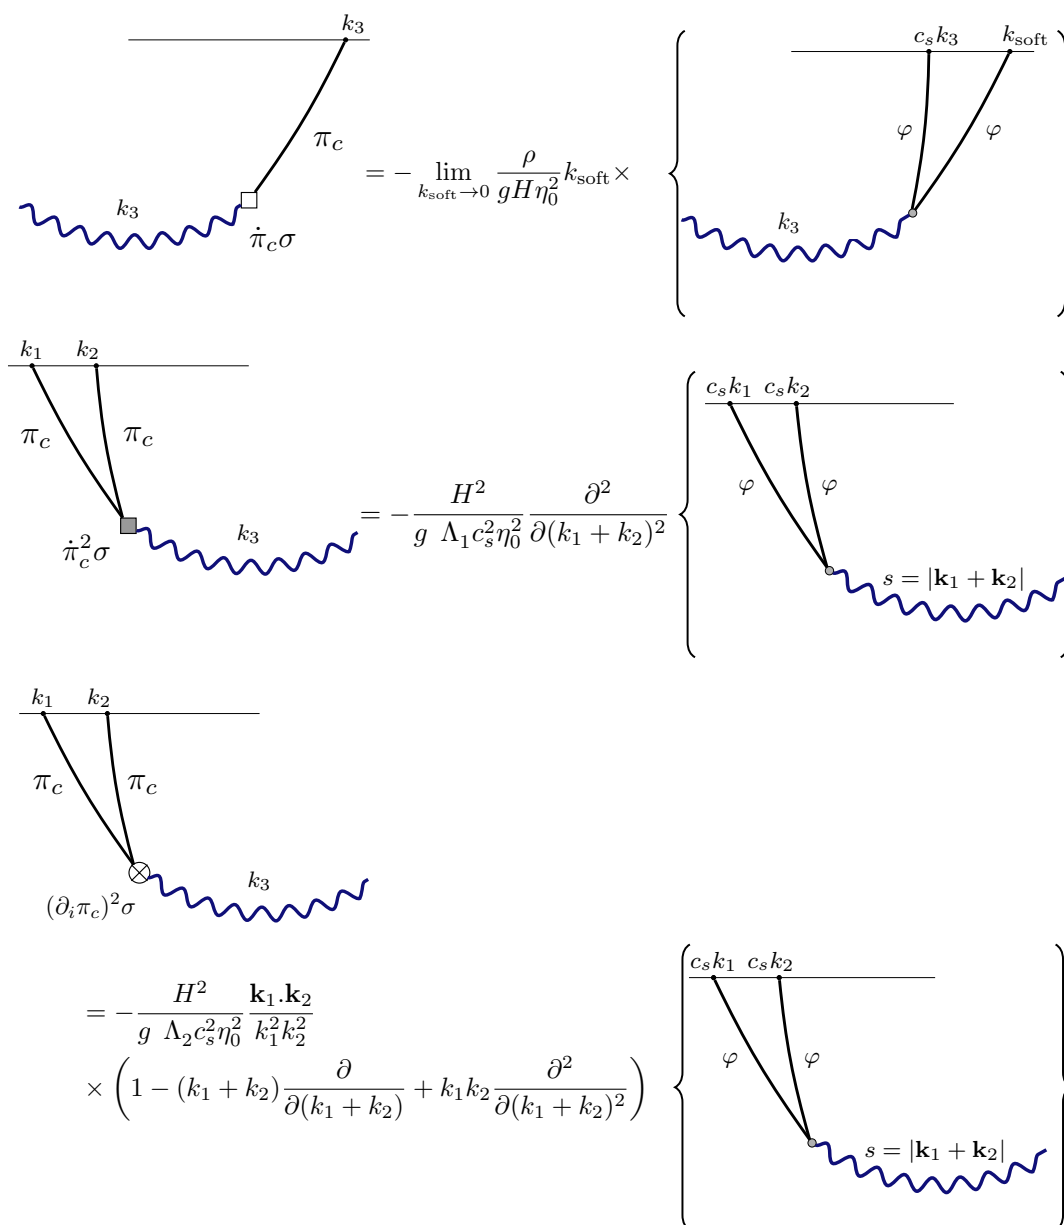 k_3 c_s k_3 k_soft
π_c φ φ
= − lim_{k_soft→0} ρ/(gHη_0^2) k_soft ×
k_3 k_3
π̇_c σ
k_1 k_2 c_s k_1 c_s k_2
π_c π_c φ φ
k_3 = − H^2/(g Λ_1 c_s^2 η_0^2) ∂^2/∂(k_1 + k_2)^2
π̇_c^2 σ s = |𝐤_1 + 𝐤_2|
k_1 k_2
π_c π_c
k_3
(∂_i π_c)^2 σ
c_s k_1 c_s k_2
= − H^2/(g Λ_2 c_s^2 η_0^2) 𝐤_1.𝐤_2/(k_1^2 k_2^2)
φ φ
× ( 1 − (k_1 + k_2) ∂/∂(k_1 + k_2) + k_1 k_2 ∂^2/∂(k_1 + k_2)^2 )
s = |𝐤_1 + 𝐤_2|